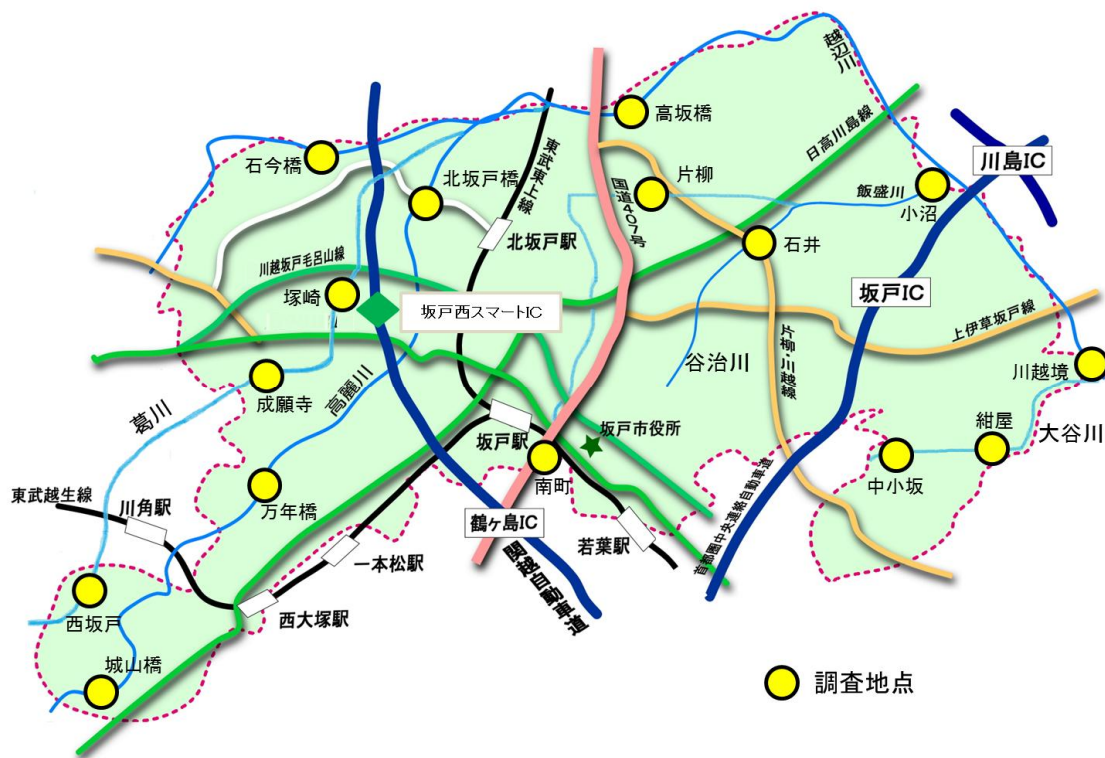 越辺川
高坂橋
日高川島線
石今橋
川島IC
東武東上線
片柳
北坂戸橋
国道407号
飯盛川
小沼
北坂戸駅
石井
川越坂戸毛呂山線
塚崎
坂戸西スマートIC
坂戸IC
上伊草坂戸線
谷治川
片柳川越線
川越境
成願寺
高麗川
葛川
坂戸駅
坂戸市役所
紺屋
大谷川
南町
中小坂
東武越生線
万年橋
川角駅
鶴ヶ島IC
若葉駅
首都圏中央連絡自動車道
一本松駅
関越自動車道
西坂戸
西大塚駅
城山橋
調査地点